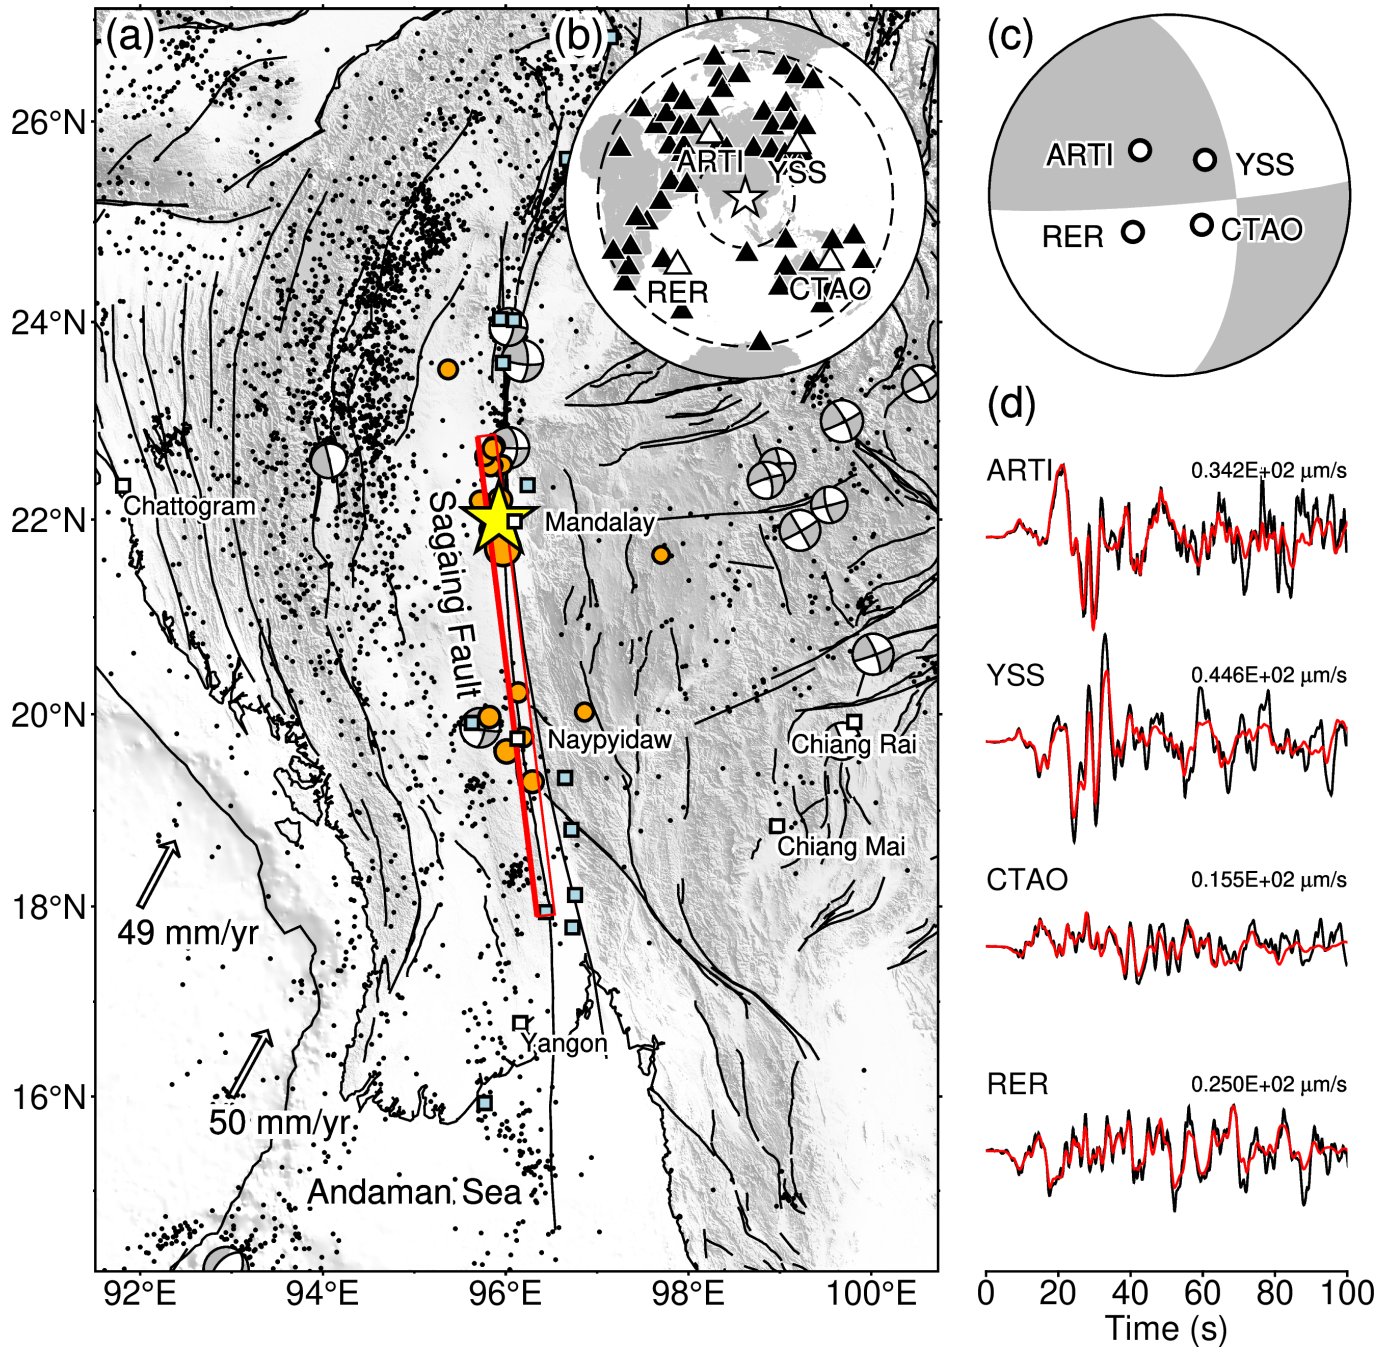 (a)
(b)
(c)
26°N
24°N
22°N
20°N
18°N
16°N
92°E
94°E
96°E
98°E
100°E
ARTI
YSS
RER
CTAO
ARTI
YSS
RER
CTAO
Chattogram
Sagaing Fault
Mandalay
Naypyidaw
Chiang Rai
Chiang Mai
Yangon
49 mm/yr
50 mm/yr
Andaman Sea
(d)
ARTI
0.342E+02 μm/s
YSS
0.446E+02 μm/s
CTAO
0.155E+02 μm/s
RER
0.250E+02 μm/s
0 20 40 60 80 100
Time (s)